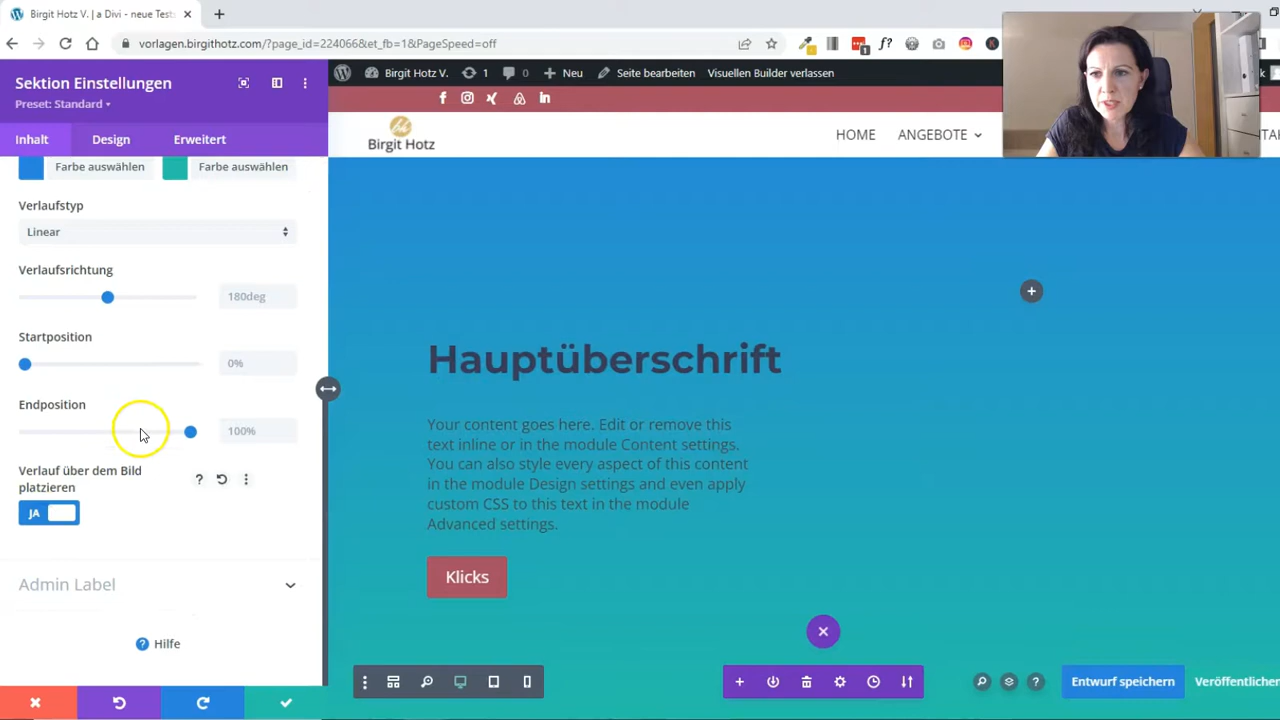 Birgit Hotz V. | a Divi - neue Test
vorlagen.birgithotz.com/?page_id=224066&et_fb=1&PageSpeed=off
Sektion Einstellungen
Preset: Standard
Inhalt Design Erweitert
Farbe auswählen Farbe auswählen
Verlaufstyp
Linear
Verlaufsrichtung
180deg
Startposition
0%
Endposition
100%
Verlauf über dem Bild
platzieren
JA
Admin Label
Hilfe
Birgit Hotz V. 1 0 Neu Seite bearbeiten Visuellen Builder verlassen
Birgit Hotz
HOME ANGEBOTE
Hauptüberschrift
Your content goes here. Edit or remove this
text inline or in the module Content settings.
You can also style every aspect of this content
in the module Design settings and even apply
custom CSS to this text in the module
Advanced settings.
Klicks
Entwurf speichern Veröffentlichen